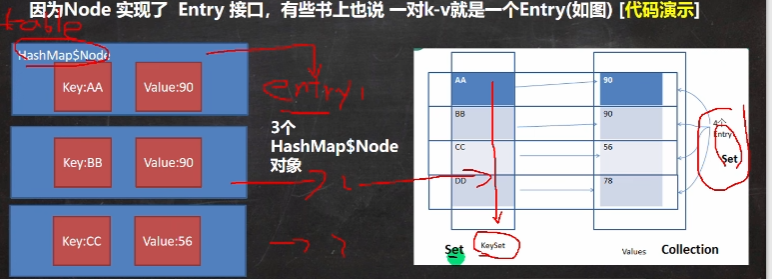 因为Node 实现了 Entry 接口，有些书上也说 一对k-v就是一个Entry(如图) [代码演示]
table
HashMap$Node
Key:AA
Value:90
entry1
3个
HashMap$Node
对象
Key:BB
Value:90
Key:CC
Value:56
AA
90
BB
90
CC
56
DD
78
4个
Entry
Set
Set
KeySet
Values
Collection